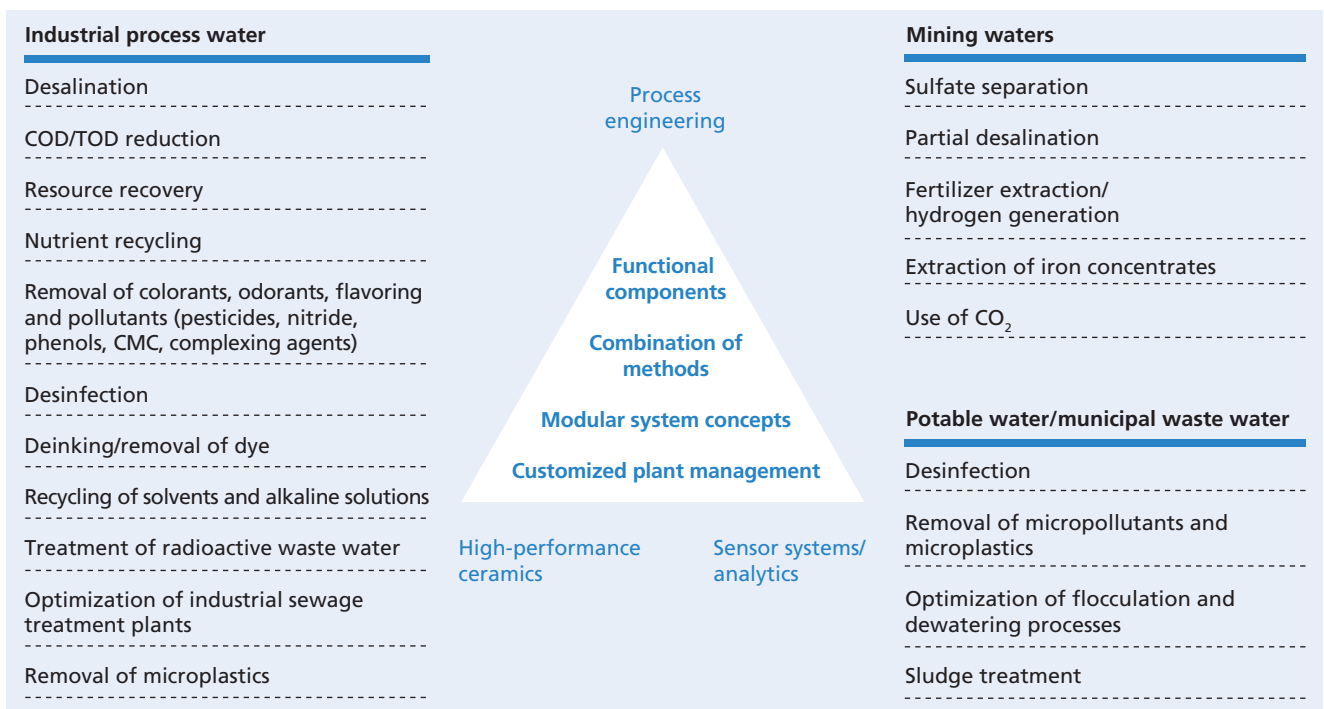 Industrial process water
Desalination
COD/TOD reduction
Resource recovery
Nutrient recycling
Removal of colorants, odorants, flavoring
and pollutants (pesticides, nitride,
phenols, CMC, complexing agents)
Desinfection
Deinking/removal of dye
Recycling of solvents and alkaline solutions
Treatment of radioactive waste water
Optimization of industrial sewage
treatment plants
Removal of microplastics
Process
engineering
Functional
components
Combination of
methods
Modular system concepts
Customized plant management
High-performance
ceramics
Sensor systems/
analytics
Mining waters
Sulfate separation
Partial desalination
Fertilizer extraction/
hydrogen generation
Extraction of iron concentrates
Use of CO₂
Potable water/municipal waste water
Desinfection
Removal of micropollutants and
microplastics
Optimization of flocculation and
dewatering processes
Sludge treatment